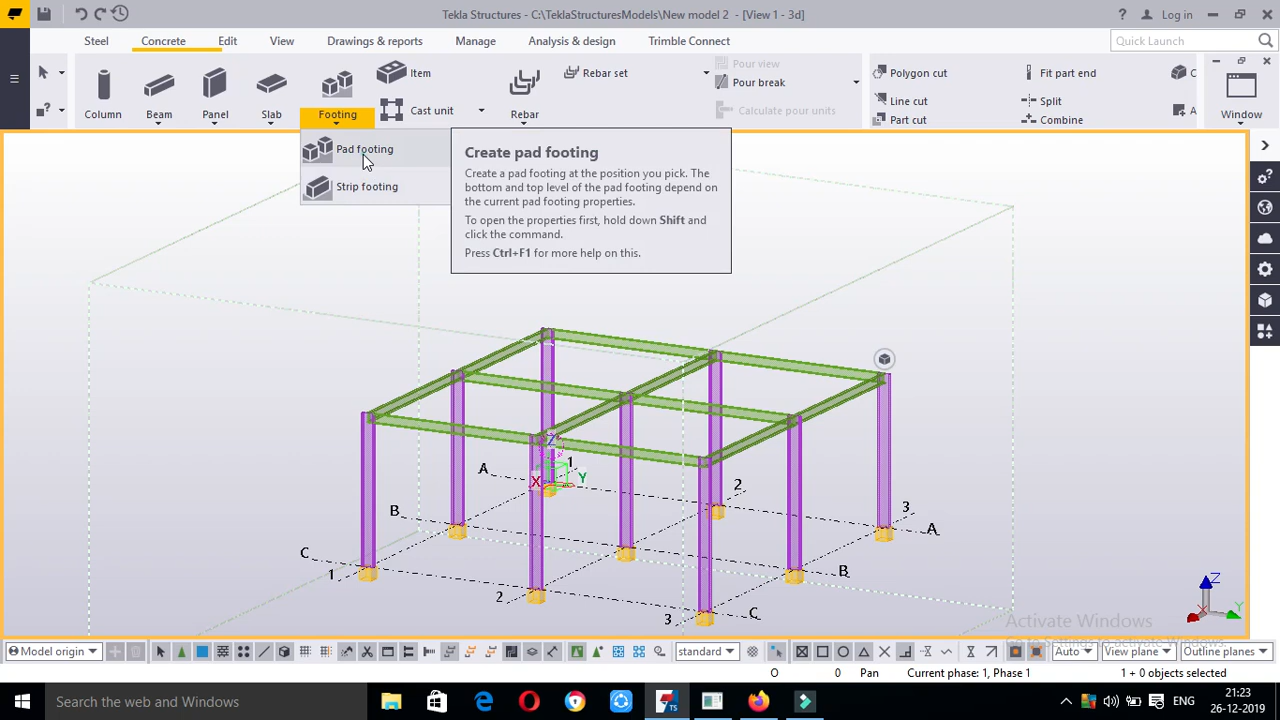 Tekla Structures - C:\TeklaStructuresModels\New model 2 - [View 1 - 3d]
Log in
Steel Concrete Edit View Drawings & reports Manage Analysis & design Trimble Connect
Quick Launch
Column Beam Panel Slab Footing
Item
Cast unit
Rebar
Rebar set
Pour view
Pour break
Calculate pour units
Polygon cut
Line cut
Part cut
Fit part end
Split
Combine
C
A
Window
Pad footing
Strip footing
Create pad footing
Create a pad footing at the position you pick. The
bottom and top level of the pad footing depend on
the current pad footing properties.
To open the properties first, hold down Shift and
click the command.
Press Ctrl+F1 for more help on this.
Z
X
Y
A
1
B
2
C
3
A
1
B
2
C
3
Z
X
Y
Activate Windows
Go to Settings to activate Windows.
Model origin
standard
Auto
View plane
Outline planes
O 0 Pan Current phase: 1, Phase 1 1 + 0 objects selected
Search the web and Windows
TS
ENG
21:23
26-12-2019